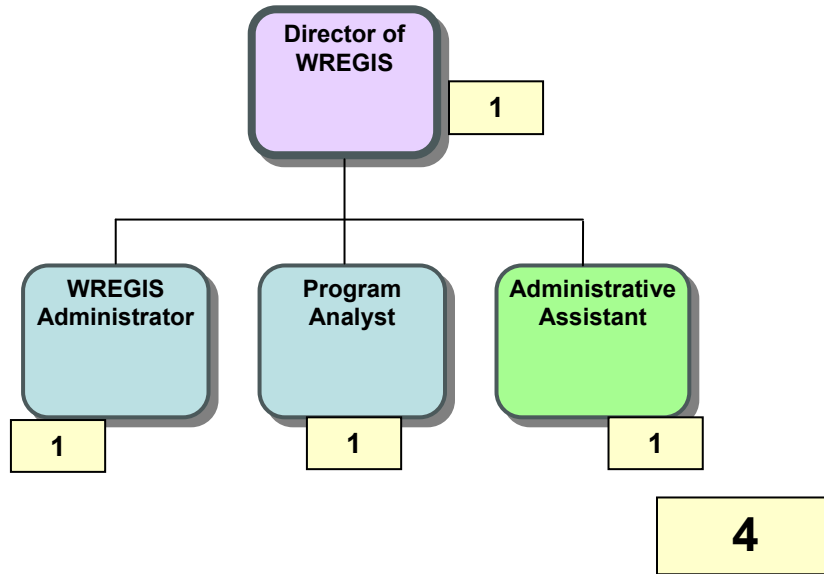 Director of
WREGIS
1
WREGIS
Administrator
1
Program
Analyst
1
Administrative
Assistant
1
4